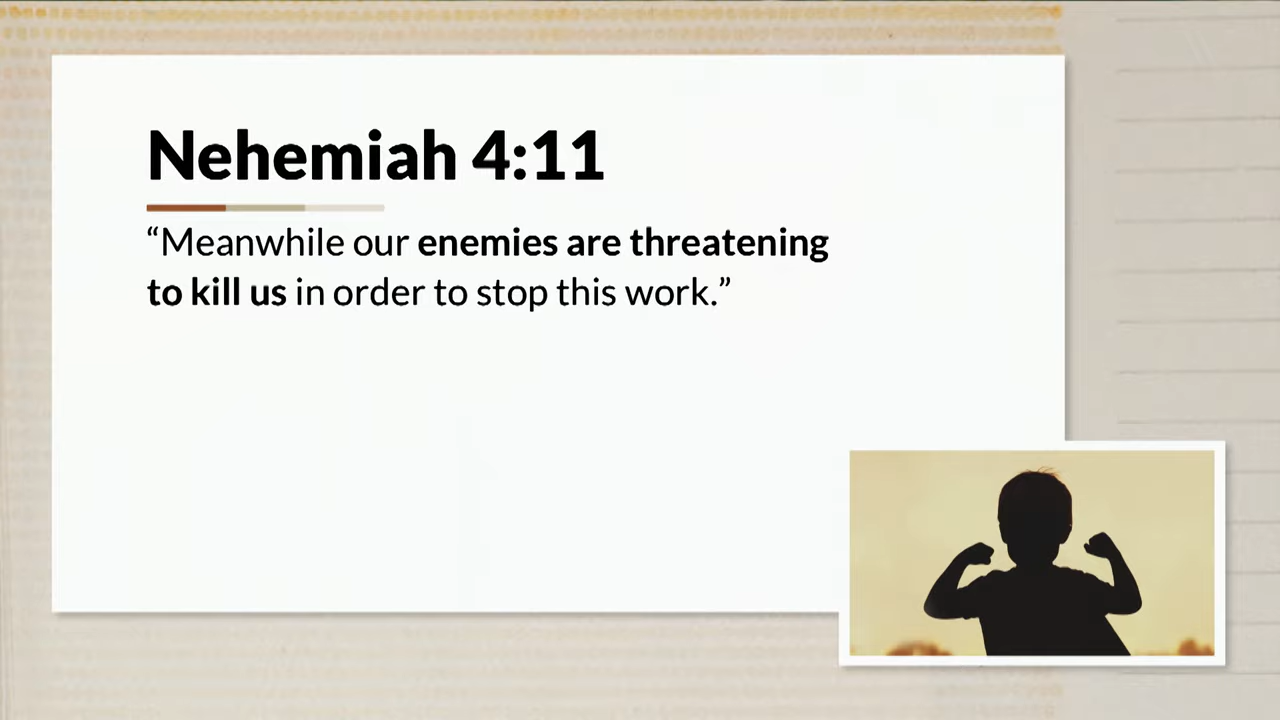 Nehemiah 4:11
“Meanwhile our enemies are threatening
to kill us in order to stop this work.”